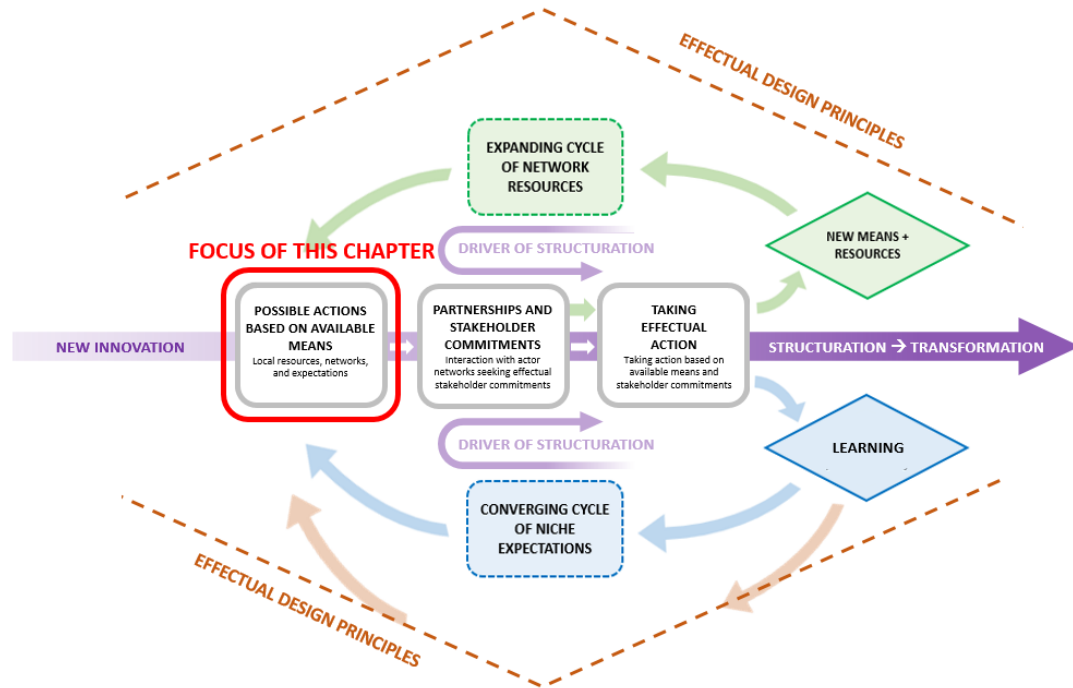 EFFECTUAL DESIGN PRINCIPLES
EXPANDING CYCLE
OF NETWORK
RESOURCES
NEW MEANS +
RESOURCES
FOCUS OF THIS CHAPTER
DRIVER OF STRUCTURATION
NEW INNOVATION
POSSIBLE ACTIONS
BASED ON AVAILABLE
MEANS
Local resources, networks,
and expectations
PARTNERSHIPS AND
STAKEHOLDER
COMMITMENTS
Interaction with actor
networks seeking effectual
stakeholder commitments
TAKING
EFFECTUAL
ACTION
Taking action based on
available means and
stakeholder commitments
STRUCTURATION → TRANSFORMATION
DRIVER OF STRUCTURATION
LEARNING
CONVERGING CYCLE
OF NICHE
EXPECTATIONS
EFFECTUAL DESIGN PRINCIPLES